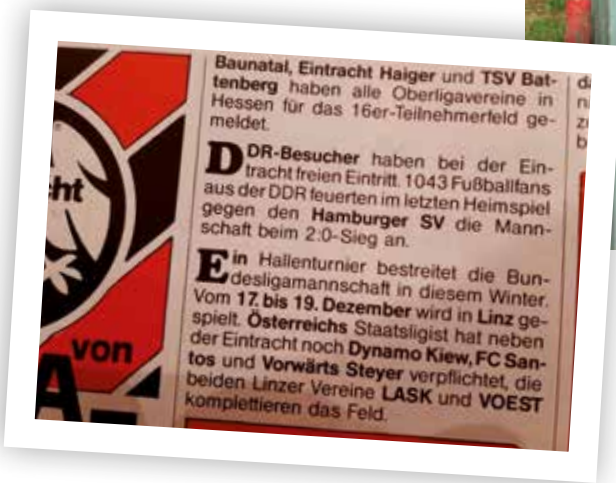 Baunatal, Eintracht Haiger und TSV Bat-
tenberg haben alle Oberligavereine in
Hessen für das 16er-Teilnehmerfeld ge-
meldet.
DDR-Besucher haben bei der Ein-
tracht freien Eintritt. 1043 Fußballfans
aus der DDR feuerten im letzten Heimspiel
gegen den Hamburger SV die Mann-
schaft beim 2:0-Sieg an.
Ein Hallenturnier bestreitet die Bun-
desligamannschaft in diesem Winter.
Vom 17. bis 19. Dezember wird in Linz ge-
spielt. Österreichs Staatsligist hat neben
der Eintracht noch Dynamo Kiew, FC San-
tos und Vorwärts Steyer verpflichtet, die
beiden Linzer Vereine LASK und VOEST
komplettieren das Feld.
cht
von
A-